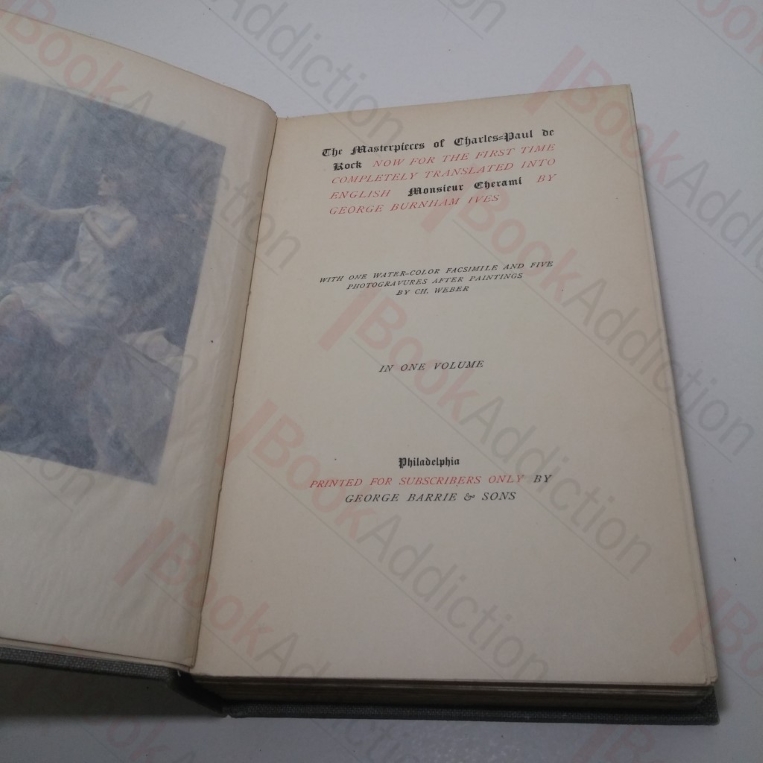 The Masterpieces of Charles=Paul de
Kock NOW FOR THE FIRST TIME
COMPLETELY TRANSLATED INTO
ENGLISH Monsieur Cherami BY
GEORGE BURNHAM IVES
WITH ONE WATER-COLOR FACSIMILE AND FIVE
PHOTOGRAVURES AFTER PAINTINGS
BY CH. WEBER
IN ONE VOLUME
Philadelphia
PRINTED FOR SUBSCRIBERS ONLY BY
GEORGE BARRIE & SONS
BookAddiction